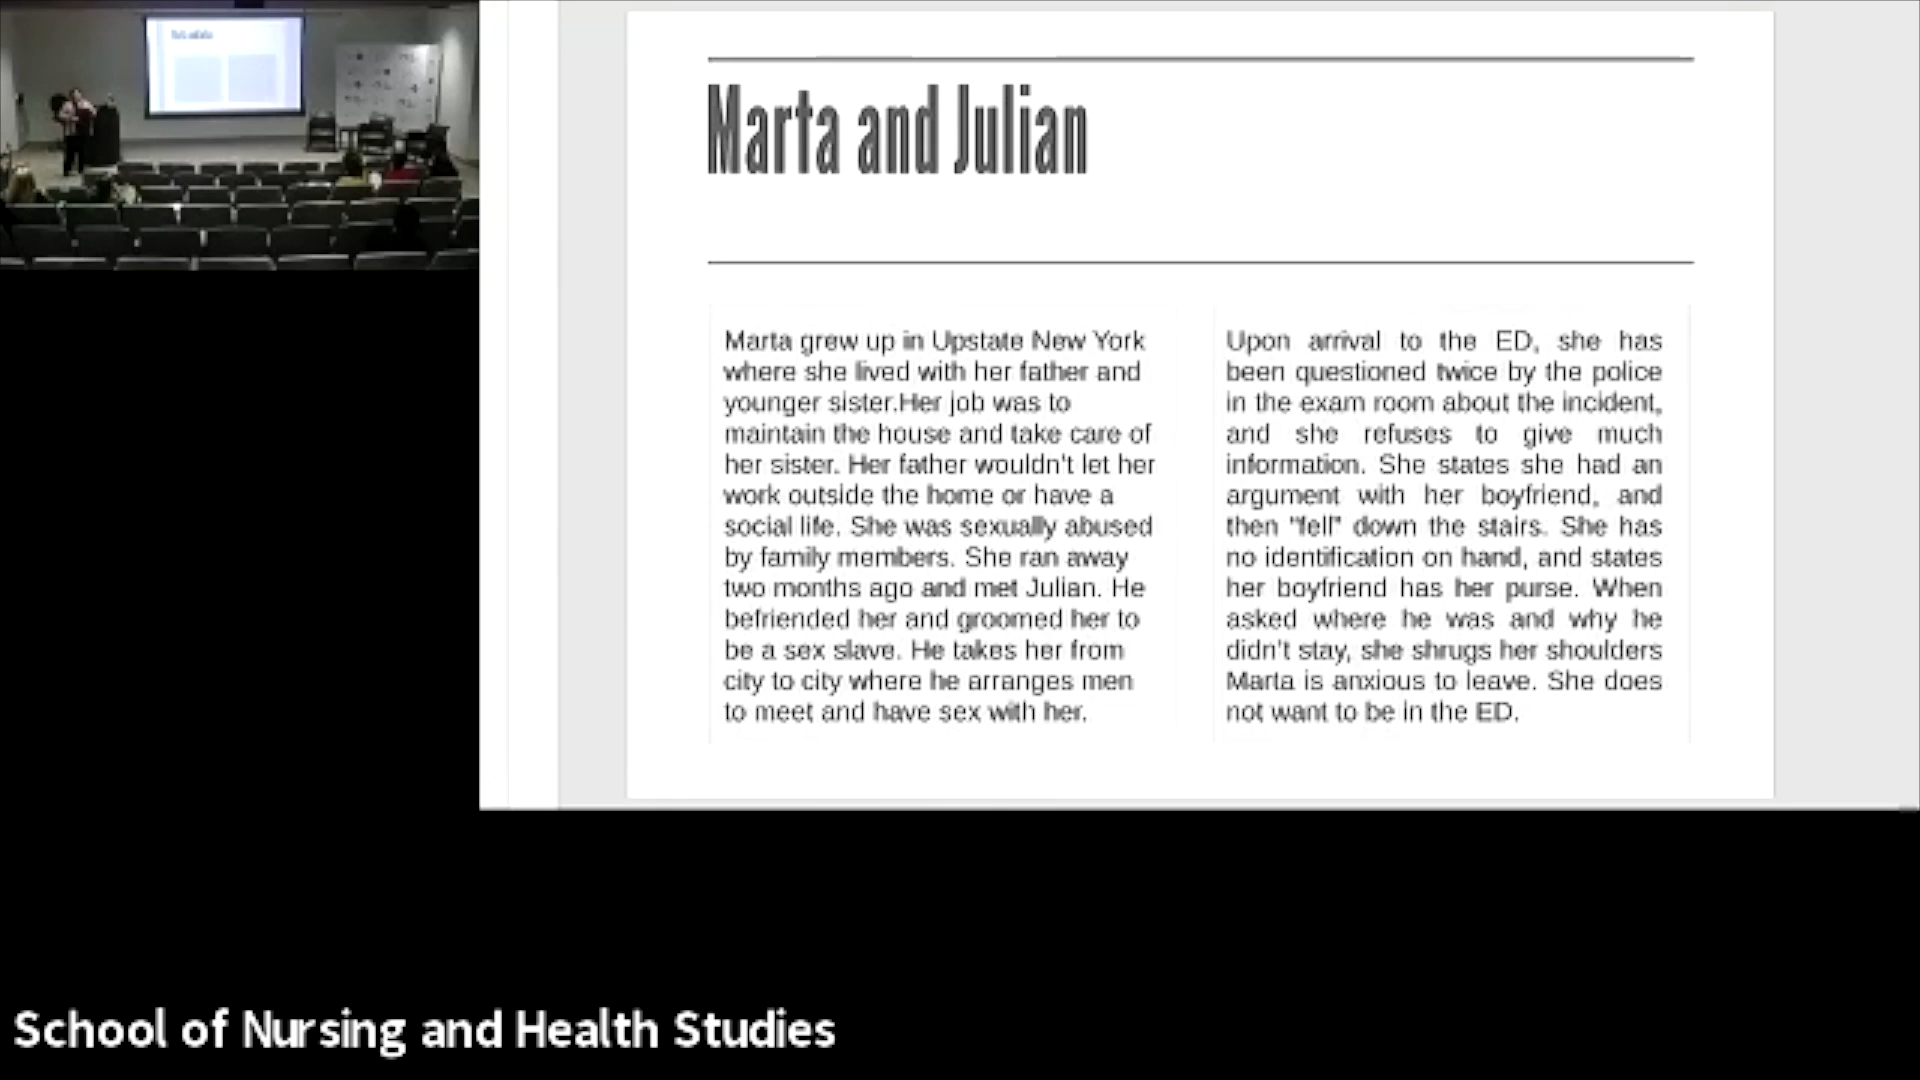 Marta and Julian
Marta grew up in Upstate New York
where she lived with her father and
younger sister.Her job was to
maintain the house and take care of
her sister. Her father wouldn't let her
work outside the home or have a
social life. She was sexually abused
by family members. She ran away
two months ago and met Julian. He
befriended her and groomed her to
be a sex slave. He takes her from
city to city where he arranges men
to meet and have sex with her.
Upon arrival to the ED, she has
been questioned twice by the police
in the exam room about the incident,
and she refuses to give much
information. She states she had an
argument with her boyfriend, and
then "fell" down the stairs. She has
no identification on hand, and states
her boyfriend has her purse. When
asked where he was and why he
didn't stay, she shrugs her shoulders
Marta is anxious to leave. She does
not want to be in the ED.
School of Nursing and Health Studies